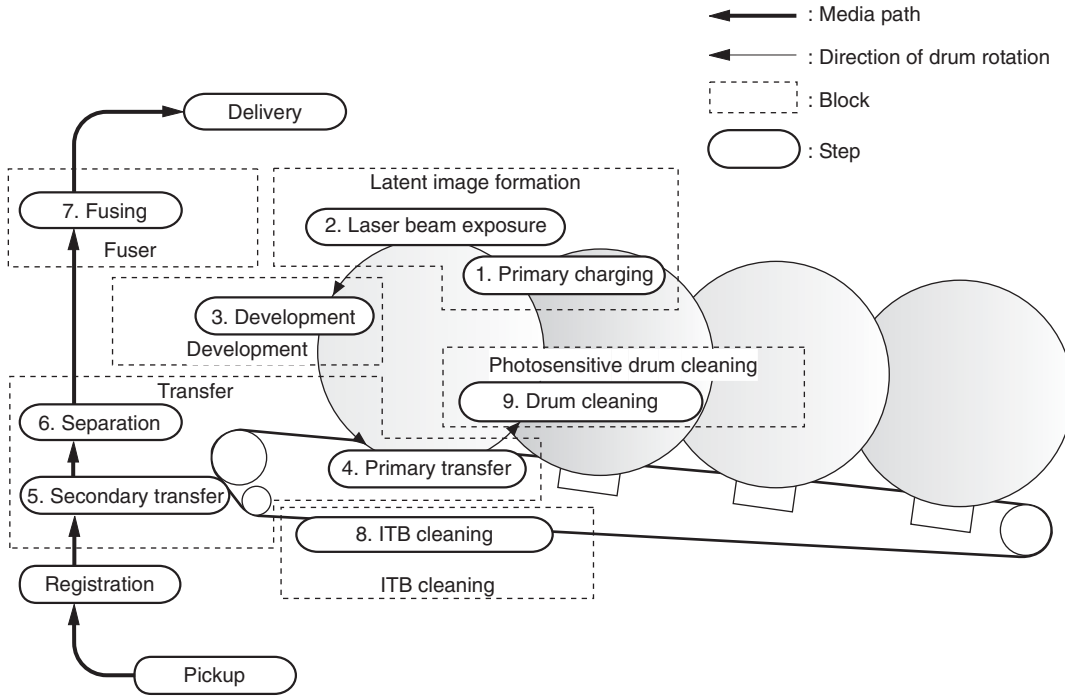 : Media path
: Direction of drum rotation
: Block
: Step
Delivery
Latent image formation
7. Fusing
2. Laser beam exposure
Fuser
1. Primary charging
3. Development
Development
Photosensitive drum cleaning
Transfer
9. Drum cleaning
6. Separation
4. Primary transfer
5. Secondary transfer
8. ITB cleaning
ITB cleaning
Registration
Pickup